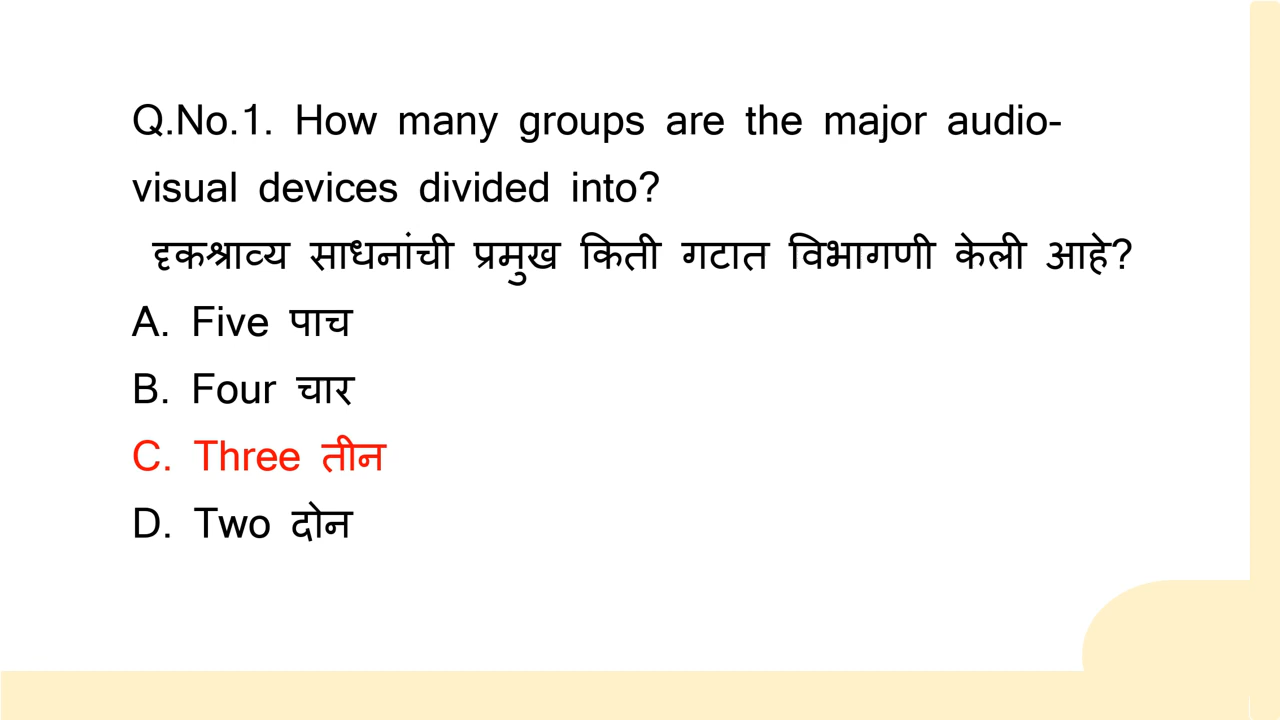 Q.No.1. How many groups are the major audio-
visual devices divided into?
दृकश्राव्य साधनांची प्रमुख किती गटात विभागणी केली आहे?
A. Five पाच
B. Four चार
C. Three तीन
D. Two दोन